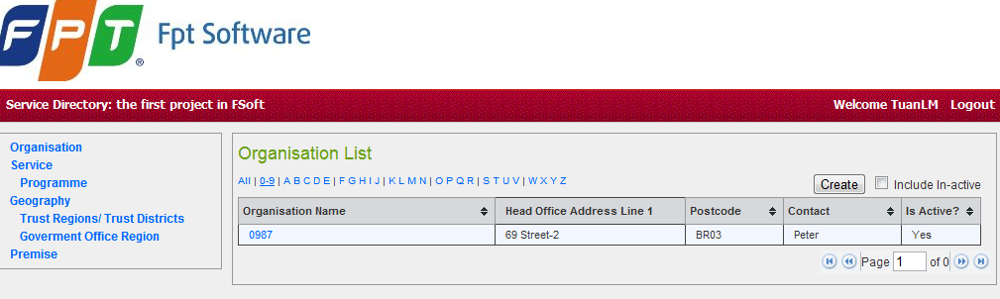 FPT® Fpt Software
Service Directory: the first project in FSoft Welcome TuanLM Logout
Organisation
Service
Programme
Geography
Trust Regions/ Trust Districts
Goverment Office Region
Premise
Organisation List
All | 0-9 | A B C D E | F G H I J | K L M N | O P Q R | S T U V | W X Y Z
Create Include In-active
Organisation Name Head Office Address Line 1 Postcode Contact Is Active?
0987 69 Street-2 BR03 Peter Yes
Page 1 of 0